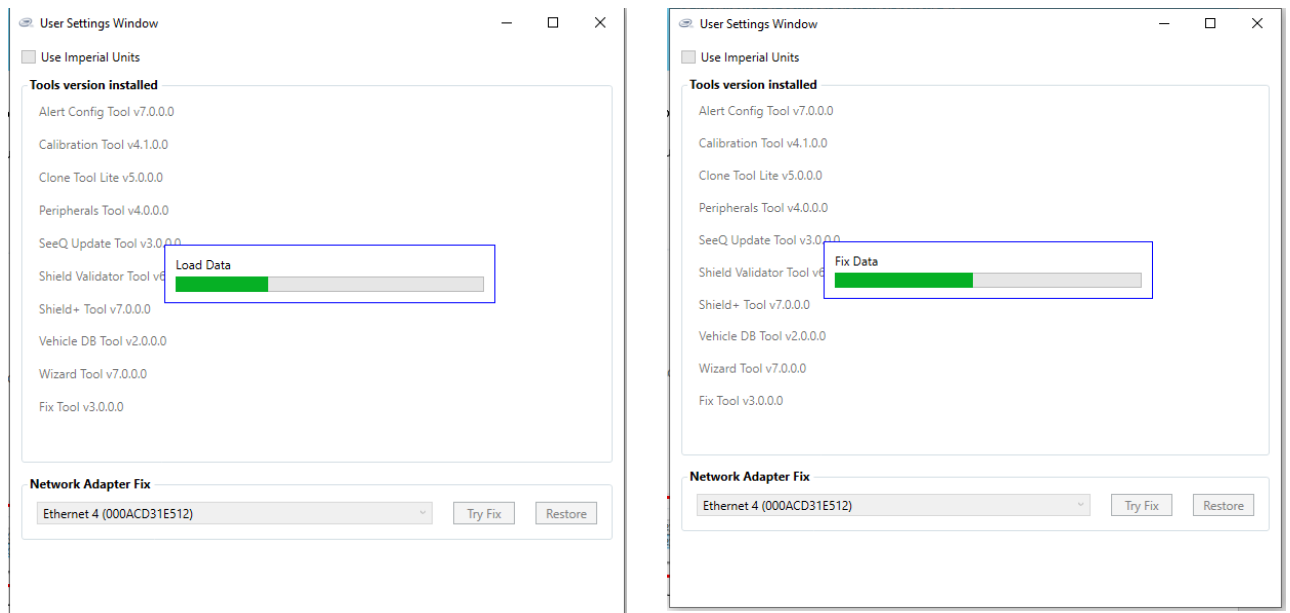 User Settings Window
Use Imperial Units
Tools version installed
Alert Config Tool v7.0.0.0
Calibration Tool v4.1.0.0
Clone Tool Lite v5.0.0.0
Peripherals Tool v4.0.0.0
SeeQ Update Tool v3.0.0.0
Load Data
Shield Validator Tool v6
Shield+ Tool v7.0.0.0
Vehicle DB Tool v2.0.0.0
Wizard Tool v7.0.0.0
Fix Tool v3.0.0.0
Network Adapter Fix
Ethernet 4 (000ACD31E512)
Try Fix
Restore
User Settings Window
Use Imperial Units
Tools version installed
Alert Config Tool v7.0.0.0
Calibration Tool v4.1.0.0
Clone Tool Lite v5.0.0.0
Peripherals Tool v4.0.0.0
SeeQ Update Tool v3.0.0.0
Fix Data
Shield Validator Tool v6
Shield+ Tool v7.0.0.0
Vehicle DB Tool v2.0.0.0
Wizard Tool v7.0.0.0
Fix Tool v3.0.0.0
Network Adapter Fix
Ethernet 4 (000ACD31E512)
Try Fix
Restore